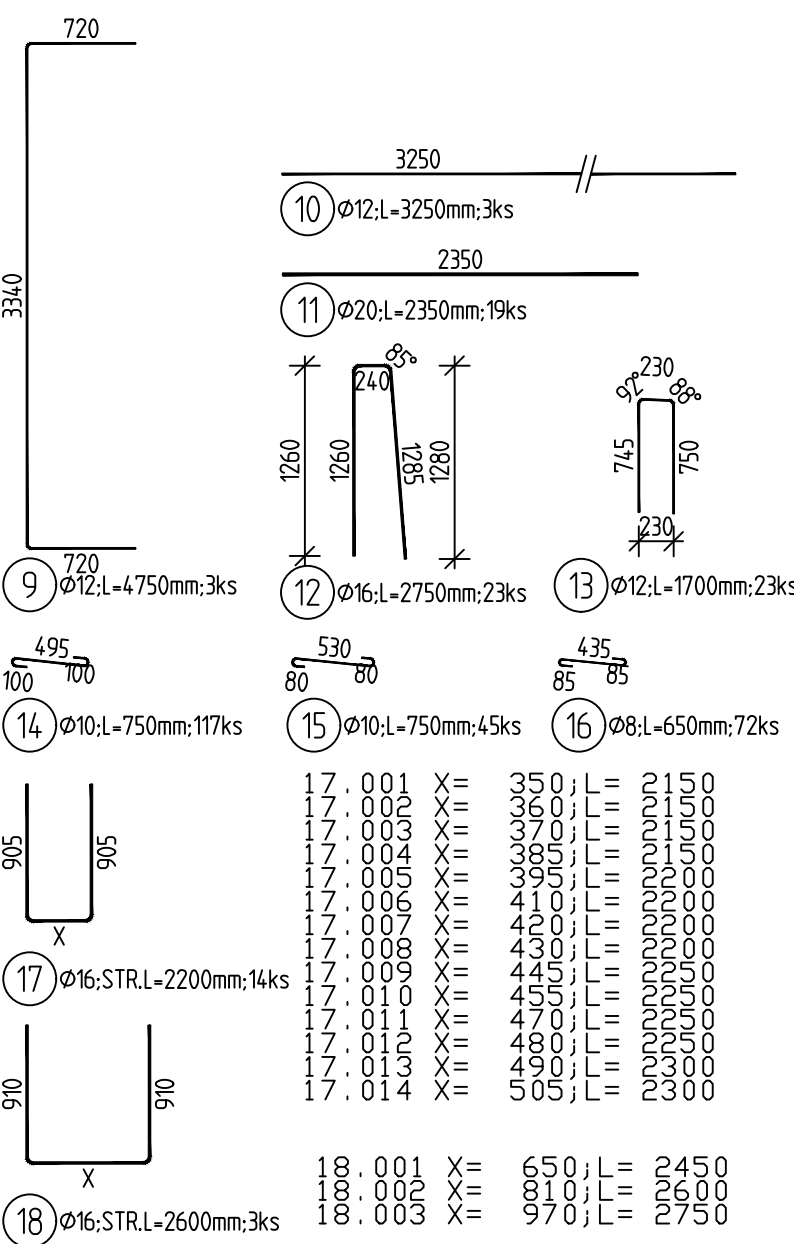 720
3340
720
9 Ø12;L=4750mm;3ks
3250
10 Ø12;L=3250mm;3ks
2350
11 Ø20;L=2350mm;19ks
85°
240
1260
1260
1285
1280
12 Ø16;L=2750mm;23ks
230
92°
88°
745
750
230
13 Ø12;L=1700mm;23ks
495
100
100
14 Ø10;L=750mm;117ks
530
80
80
15 Ø10;L=750mm;45ks
435
85
85
16 Ø8;L=650mm;72ks
905
905
X
17 Ø16;STR.L=2200mm;14ks
17.001 X= 350;L= 2150
17.002 X= 360;L= 2150
17.003 X= 370;L= 2150
17.004 X= 385;L= 2150
17.005 X= 395;L= 2200
17.006 X= 410;L= 2200
17.007 X= 420;L= 2200
17.008 X= 430;L= 2200
17.009 X= 445;L= 2250
17.010 X= 455;L= 2250
17.011 X= 470;L= 2250
17.012 X= 480;L= 2250
17.013 X= 490;L= 2300
17.014 X= 505;L= 2300
910
910
X
18 Ø16;STR.L=2600mm;3ks
18.001 X= 650;L= 2450
18.002 X= 810;L= 2600
18.003 X= 970;L= 2750